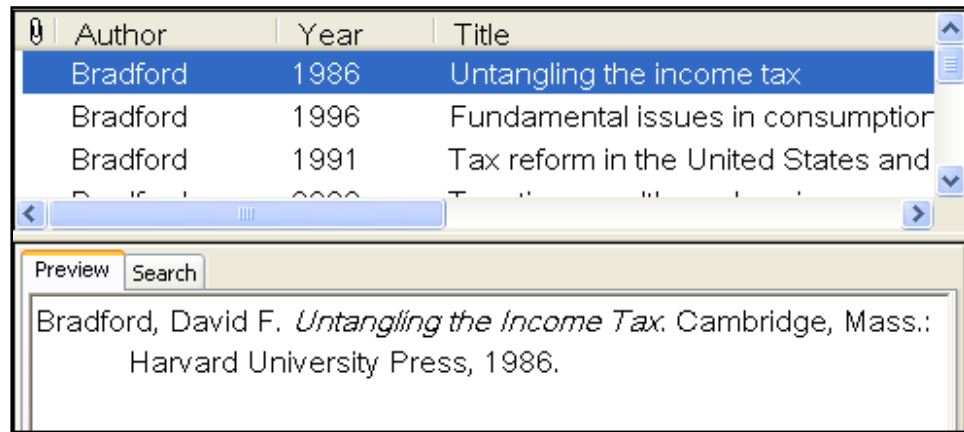 Author Year Title
Bradford 1986 Untangling the income tax
Bradford 1996 Fundamental issues in consumption
Bradford 1991 Tax reform in the United States and
Preview Search
Bradford, David F. Untangling the Income Tax. Cambridge, Mass.:
Harvard University Press, 1986.